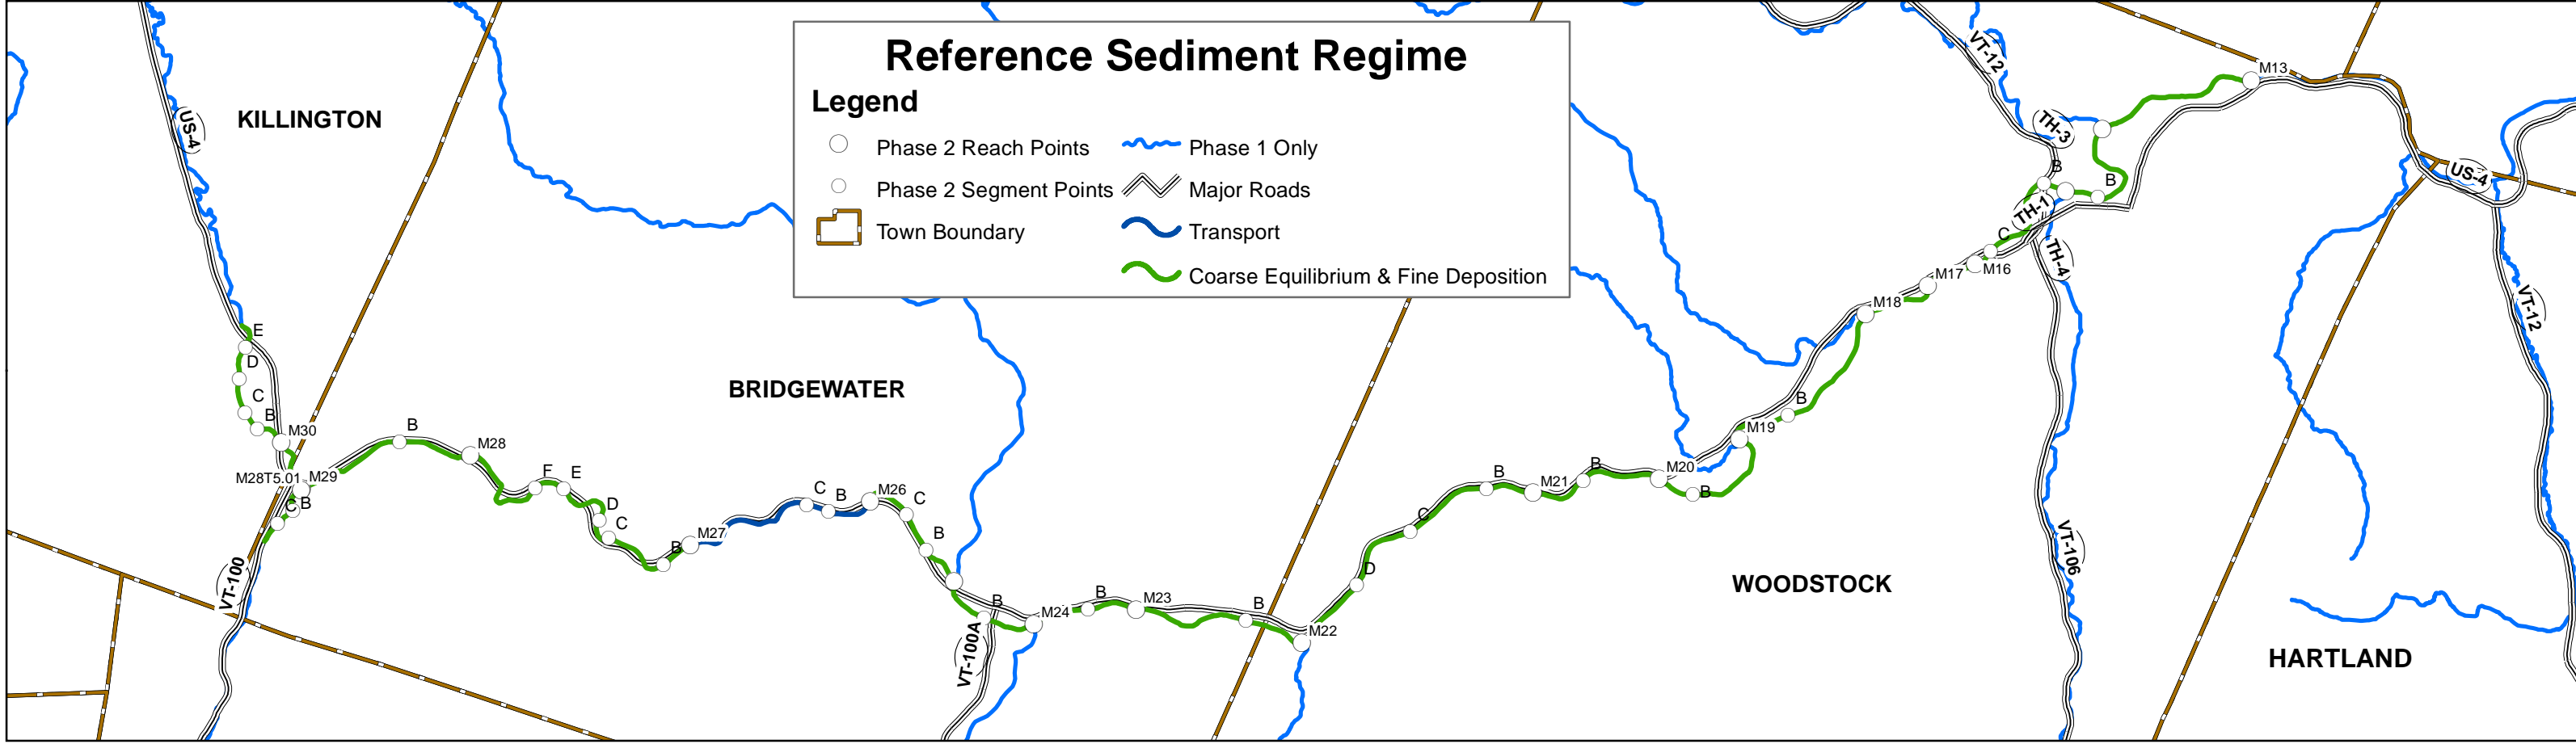 Reference Sediment Regime
Legend
Phase 2 Reach Points
Phase 1 Only
Phase 2 Segment Points
Major Roads
Town Boundary
Transport
Coarse Equilibrium & Fine Deposition
KILLINGTON
US-4
E
D
C
B
M30
M28T5.01
M29
C
B
VT-100
B
M28
F
E
D
C
B
M27
BRIDGEWATER
C
B
M26
C
B
B
VT-100A
M24
B
M23
B
M22
D
C
B
M21
B
M20
B
M19
B
M18
M17
M16
C
TH-1
B
TH-3
VT-12
B
M13
US-4
TH-4
VT-12
VT-106
WOODSTOCK
HARTLAND